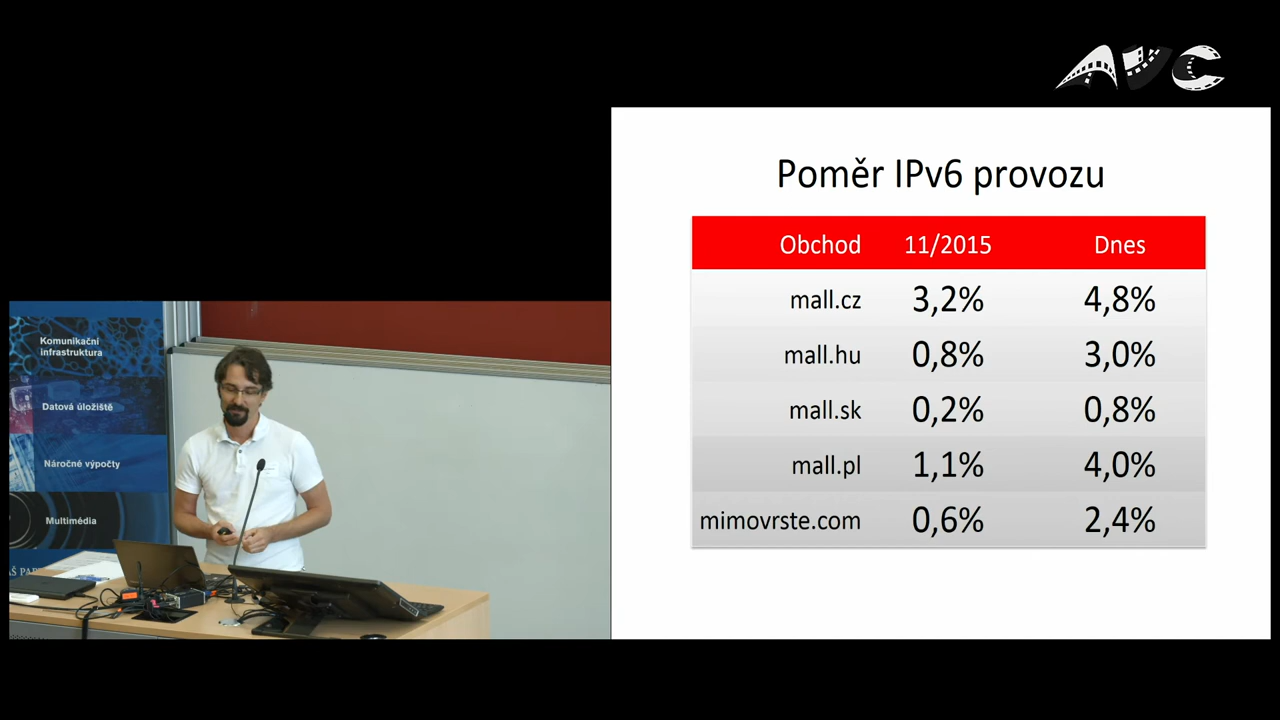 AVC
Poměr IPv6 provozu
Obchod 11/2015 Dnes
mall.cz 3,2% 4,8%
mall.hu 0,8% 3,0%
mall.sk 0,2% 0,8%
mall.pl 1,1% 4,0%
mimovrste.com 0,6% 2,4%
Komunikační
infrastruktura
Datová úložiště
Náročné výpočty
Multimédia